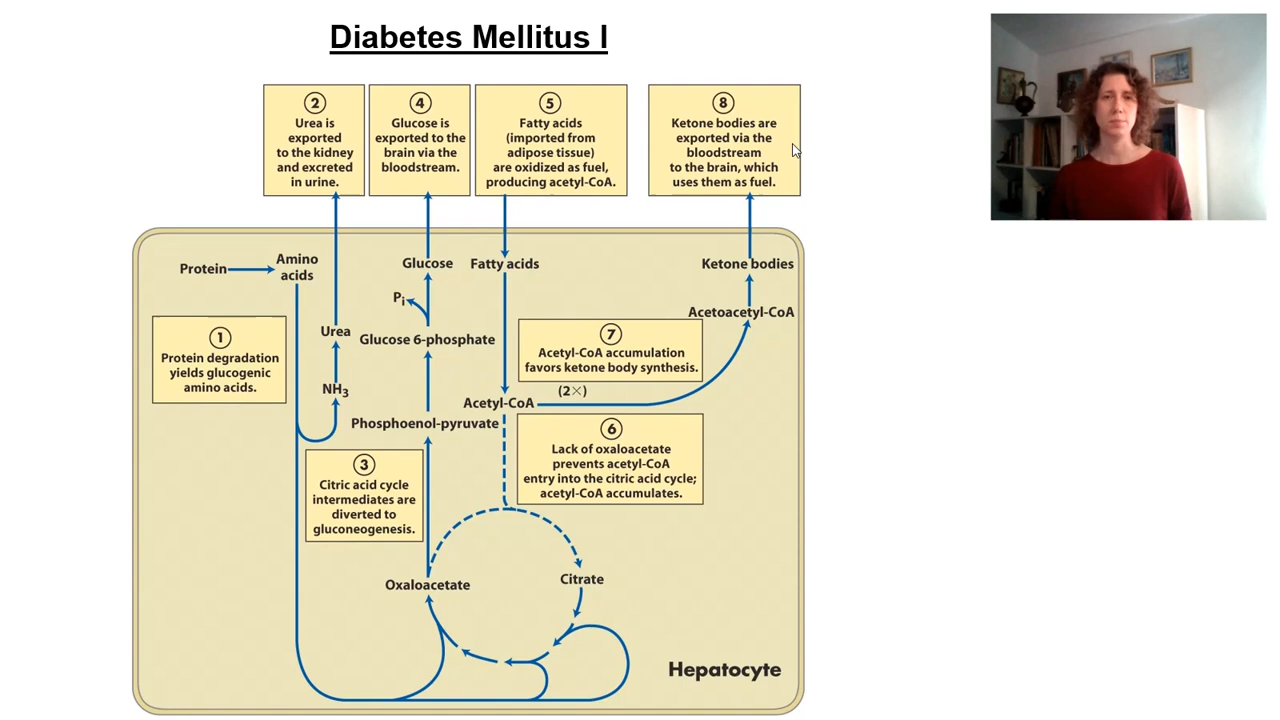 Diabetes Mellitus I
2
Urea is
exported
to the kidney
and excreted
in urine.
4
Glucose is
exported to the
brain via the
bloodstream.
5
Fatty acids
(imported from
adipose tissue)
are oxidized as fuel,
producing acetyl-CoA.
8
Ketone bodies are
exported via the
bloodstream
to the brain, which
uses them as fuel.
Protein
Amino
acids
Glucose
Fatty acids
Ketone bodies
Pi
Acetoacetyl-CoA
1
Protein degradation
yields glucogenic
amino acids.
Urea
Glucose 6-phosphate
7
Acetyl-CoA accumulation
favors ketone body synthesis.
NH3
(2×)
Acetyl-CoA
Phosphoenol-pyruvate
3
Citric acid cycle
intermediates are
diverted to
gluconeogenesis.
6
Lack of oxaloacetate
prevents acetyl-CoA
entry into the citric acid cycle;
acetyl-CoA accumulates.
Oxaloacetate
Citrate
Hepatocyte